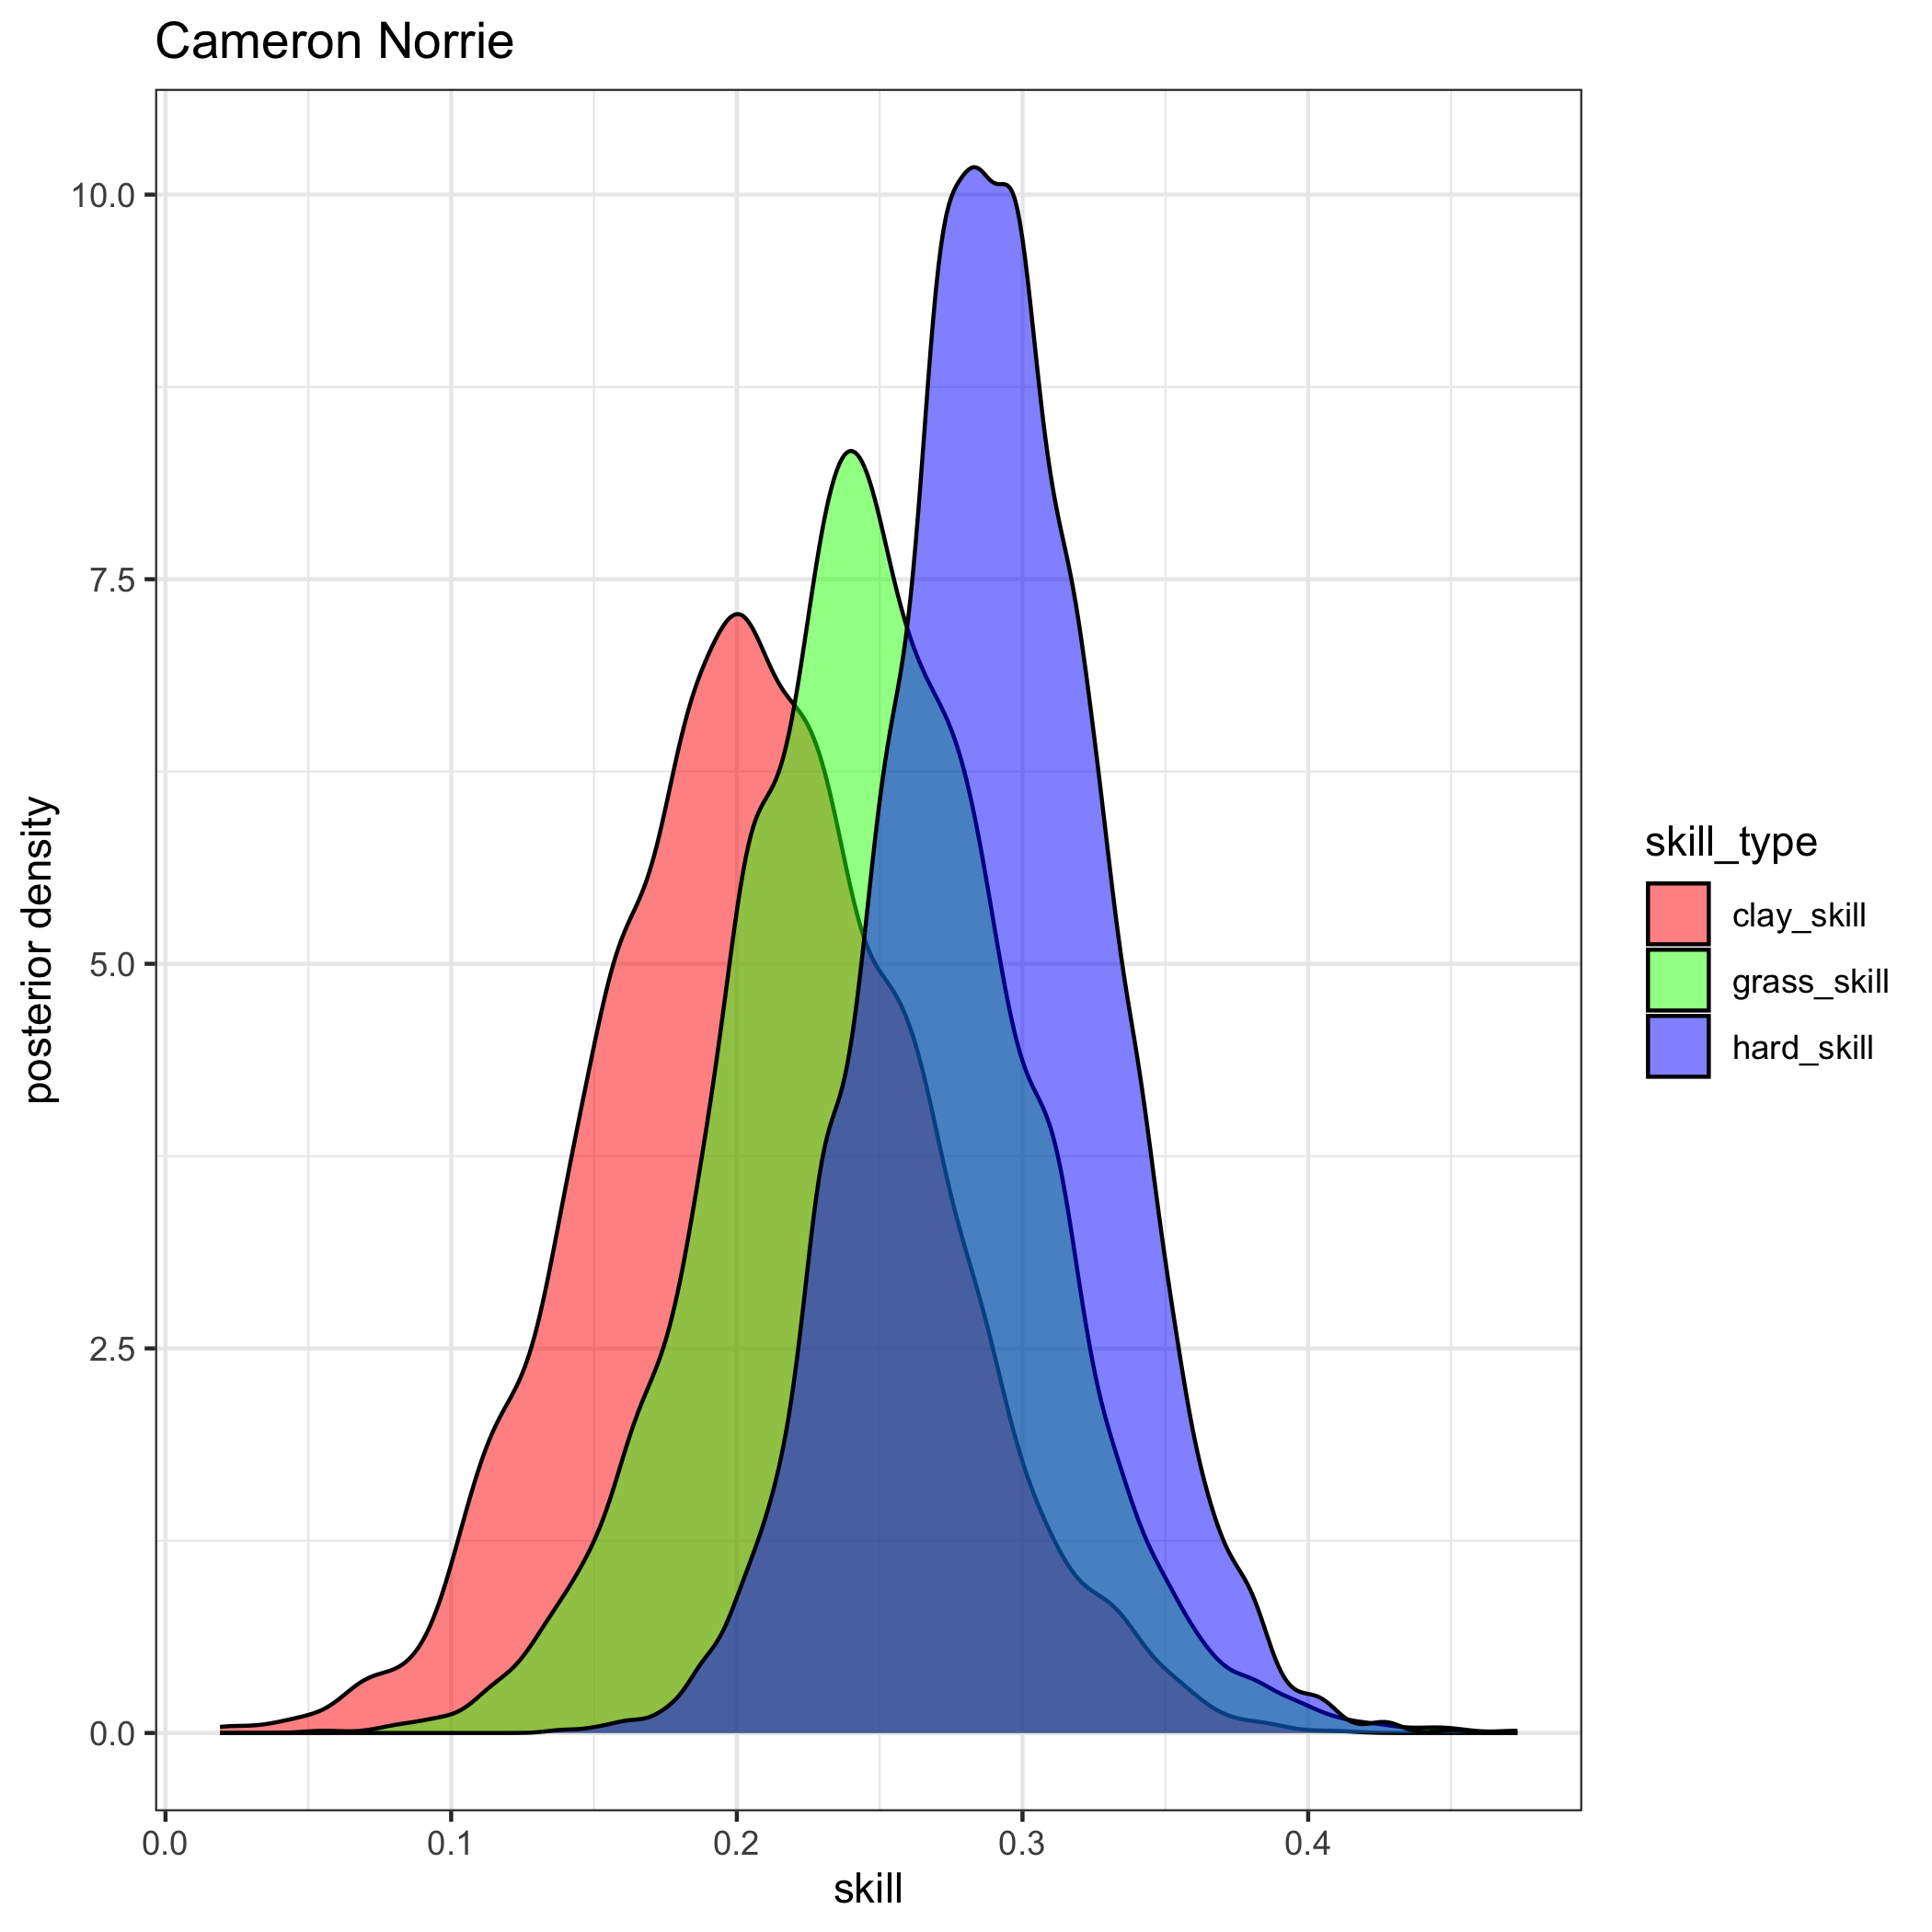 Cameron Norrie
10.0
7.5
5.0
2.5
0.0
posterior density
0.0 0.1 0.2 0.3 0.4
skill
skill_type
clay_skill
grass_skill
hard_skill